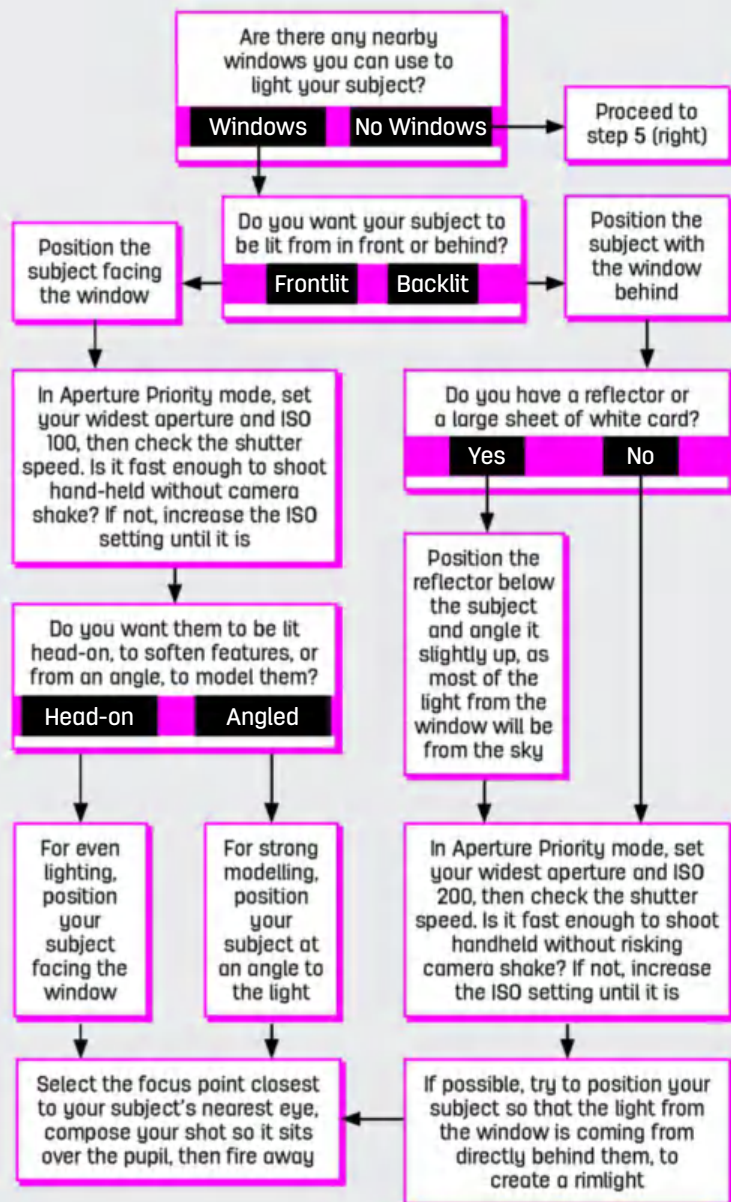 Are there any nearby
windows you can use to
light your subject?
Windows
No Windows
Proceed to
step 5 (right)
Do you want your subject to
be lit from in front or behind?
Frontlit
Backlit
Position the
subject facing
the window
Position the
subject with
the window
behind
In Aperture Priority mode, set
your widest aperture and ISO
100, then check the shutter
speed. Is it fast enough to shoot
hand-held without camera
shake? If not, increase the ISO
setting until it is
Do you have a reflector or
a large sheet of white card?
Yes
No
Position the
reflector below
the subject
and angle it
slightly up, as
most of the
light from the
window will be
from the sky
Do you want them to be lit
head-on, to soften features, or
from an angle, to model them?
Head-on
Angled
For even
lighting,
position
your
subject
facing the
window
For strong
modelling,
position
your
subject at
an angle to
the light
In Aperture Priority mode, set
your widest aperture and ISO
200, then check the shutter
speed. Is it fast enough to shoot
handheld without risking
camera shake? If not, increase
the ISO setting until it is
Select the focus point closest
to your subject's nearest eye,
compose your shot so it sits
over the pupil, then fire away
If possible, try to position your
subject so that the light from
the window is coming from
directly behind them, to
create a rimlight